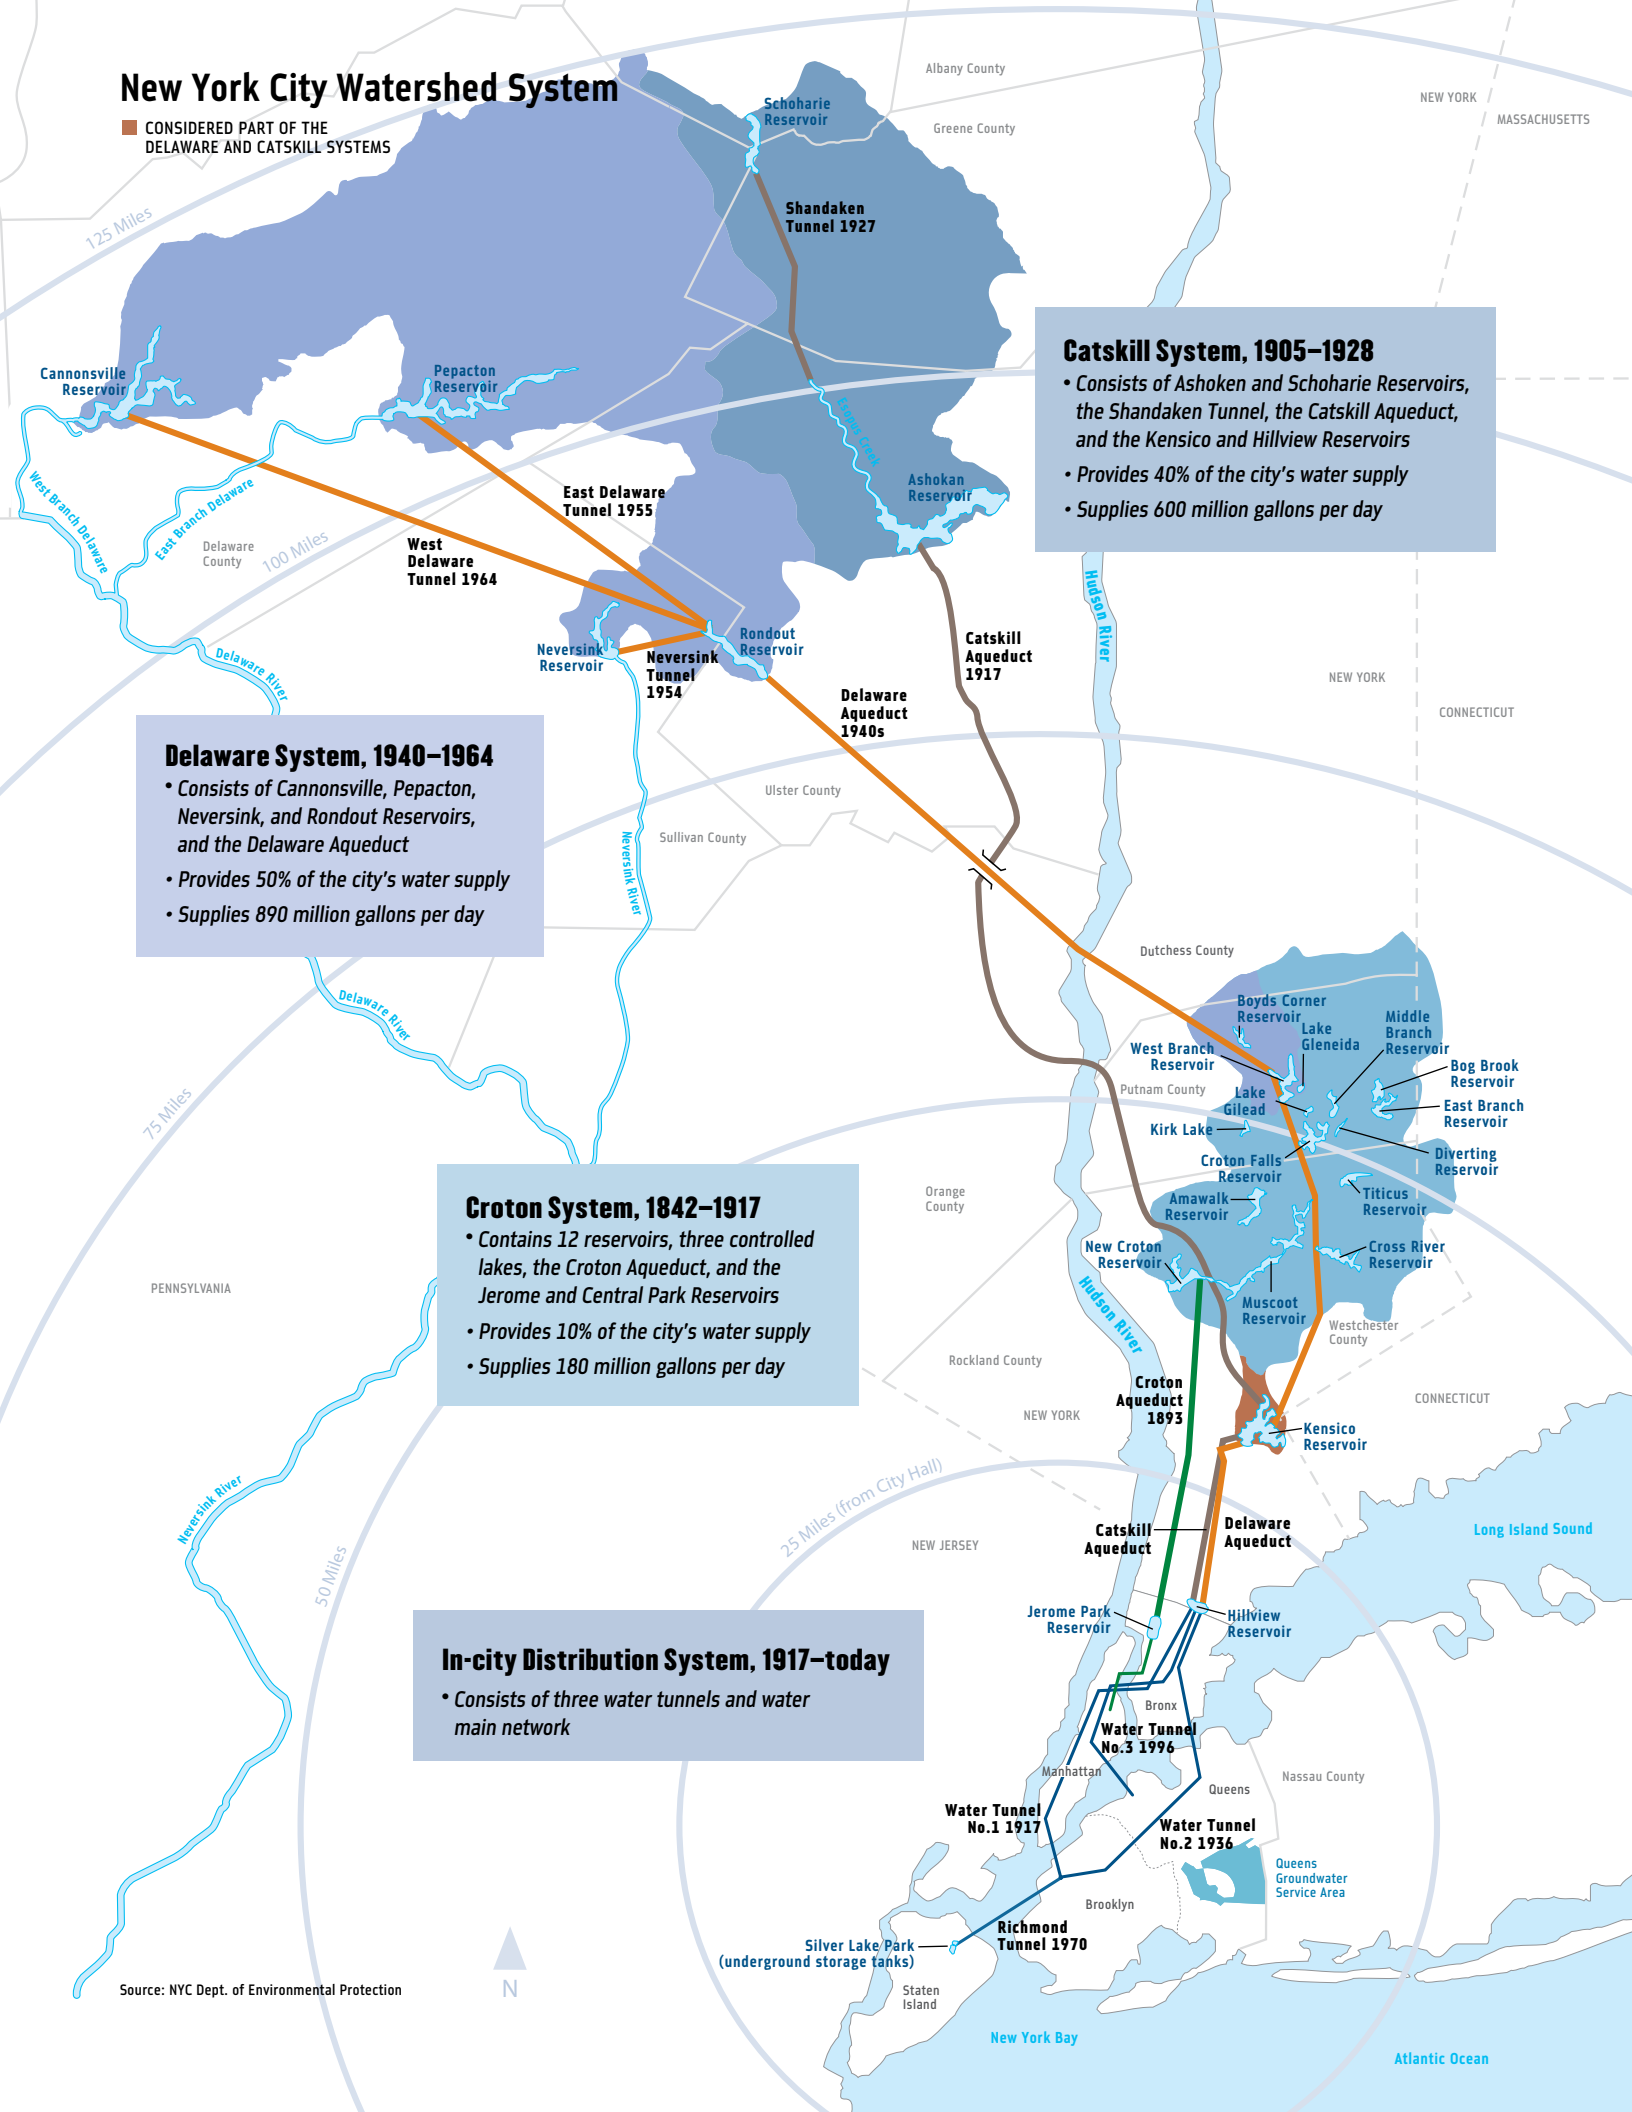 New York City Watershed System
CONSIDERED PART OF THE
DELAWARE AND CATSKILL SYSTEMS
Albany County
Greene County
NEW YORK
MASSACHUSETTS
Schoharie
Reservoir
Shandaken
Tunnel 1927
125 Miles
Catskill System, 1905–1928
• Consists of Ashoken and Schoharie Reservoirs,
the Shandaken Tunnel, the Catskill Aqueduct,
and the Kensico and Hillview Reservoirs
• Provides 40% of the city's water supply
• Supplies 600 million gallons per day
Cannonsville
Reservoir
Pepacton
Reservoir
Esopus Creek
Ashokan
Reservoir
West Branch Delaware
East Branch Delaware
East Delaware
Tunnel 1955
West
Delaware
Tunnel 1964
Delaware
County
100 Miles
Hudson River
Delaware River
Neversink
Reservoir
Neversink
Tunnel
1954
Rondout
Reservoir
Catskill
Aqueduct
1917
Delaware
Aqueduct
1940s
NEW YORK
CONNECTICUT
Delaware System, 1940–1964
• Consists of Cannonsville, Pepacton,
Neversink, and Rondout Reservoirs,
and the Delaware Aqueduct
• Provides 50% of the city's water supply
• Supplies 890 million gallons per day
Ulster County
Sullivan County
Neversink River
Delaware River
Dutchess County
Boyds Corner
Reservoir
Lake
Gleneida
Middle
Branch
Reservoir
West Branch
Reservoir
Bog Brook
Reservoir
Putnam County
Lake
Gilead
East Branch
Reservoir
Kirk Lake
Croton Falls
Reservoir
Diverting
Reservoir
75 Miles
Amawalk
Reservoir
Titicus
Reservoir
Orange
County
New Croton
Reservoir
Cross River
Reservoir
Muscoot
Reservoir
Hudson River
Westchester
County
Croton System, 1842–1917
• Contains 12 reservoirs, three controlled
lakes, the Croton Aqueduct, and the
Jerome and Central Park Reservoirs
• Provides 10% of the city's water supply
• Supplies 180 million gallons per day
PENNSYLVANIA
Rockland County
NEW YORK
CONNECTICUT
Croton
Aqueduct
1893
Kensico
Reservoir
Neversink River
50 Miles
25 Miles (from City Hall)
NEW JERSEY
Catskill
Aqueduct
Delaware
Aqueduct
Long Island Sound
Jerome Park
Reservoir
Hillview
Reservoir
In-city Distribution System, 1917–today
• Consists of three water tunnels and water
main network
Bronx
Water Tunnel
No.3 1996
Manhattan
Queens
Nassau County
Water Tunnel
No.1 1917
Water Tunnel
No.2 1936
Queens
Groundwater
Service Area
Brooklyn
Richmond
Tunnel 1970
Silver Lake Park
(underground storage tanks)
Staten
Island
New York Bay
Atlantic Ocean
N
Source: NYC Dept. of Environmental Protection